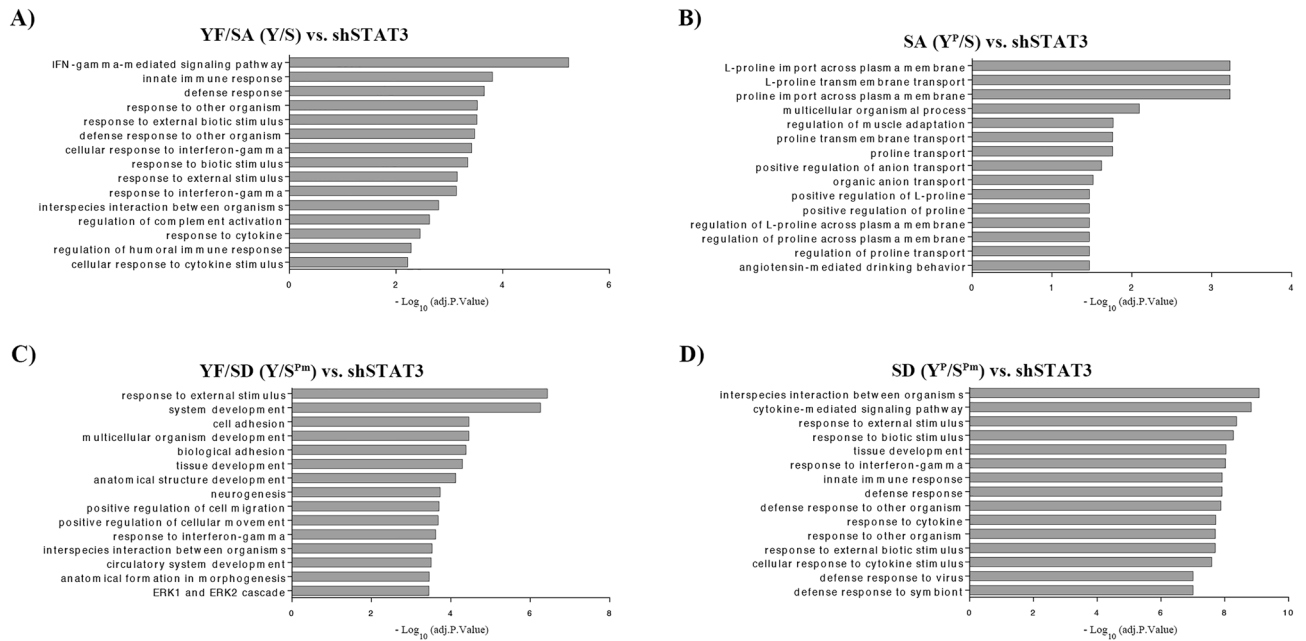 A)
YF/SA (Y/S) vs. shSTAT3
IFN-gamma-mediated signaling pathway
innate immune response
defense response
response to other organism
response to external biotic stimulus
defense response to other organism
cellular response to interferon-gamma
response to biotic stimulus
response to external stimulus
response to interferon-gamma
interspecies interaction between organisms
regulation of complement activation
response to cytokine
regulation of humoral immune response
cellular response to cytokine stimulus
0 2 4 6
- Log10 (adj.P.Value)
B)
SA (Y^P/S) vs. shSTAT3
L-proline import across plasma membrane
L-proline transmembrane transport
proline import across plasma membrane
multicellular organismal process
regulation of muscle adaptation
proline transmembrane transport
proline transport
positive regulation of anion transport
organic anion transport
positive regulation of L-proline
positive regulation of proline
regulation of L-proline across plasma membrane
regulation of proline across plasma membrane
regulation of proline transport
angiotensin-mediated drinking behavior
0 1 2 3 4
- Log10 (adj.P.Value)
C)
YF/SD (Y/S^Pm) vs. shSTAT3
response to external stimulus
system development
cell adhesion
multicellular organism development
biological adhesion
tissue development
anatomical structure development
neurogenesis
positive regulation of cell migration
positive regulation of cellular movement
response to interferon-gamma
interspecies interaction between organisms
circulatory system development
anatomical formation in morphogenesis
ERK1 and ERK2 cascade
0 2 4 6 8
- Log10 (adj.P.Value)
D)
SD (Y^P/S^Pm) vs. shSTAT3
interspecies interaction between organisms
cytokine-mediated signaling pathway
response to external stimulus
response to biotic stimulus
tissue development
response to interferon-gamma
innate immune response
defense response
defense response to other organism
response to cytokine
response to other organism
response to external biotic stimulus
cellular response to cytokine stimulus
defense response to virus
defense response to symbiont
0 2 4 6 8 10
- Log10 (adj.P.Value)